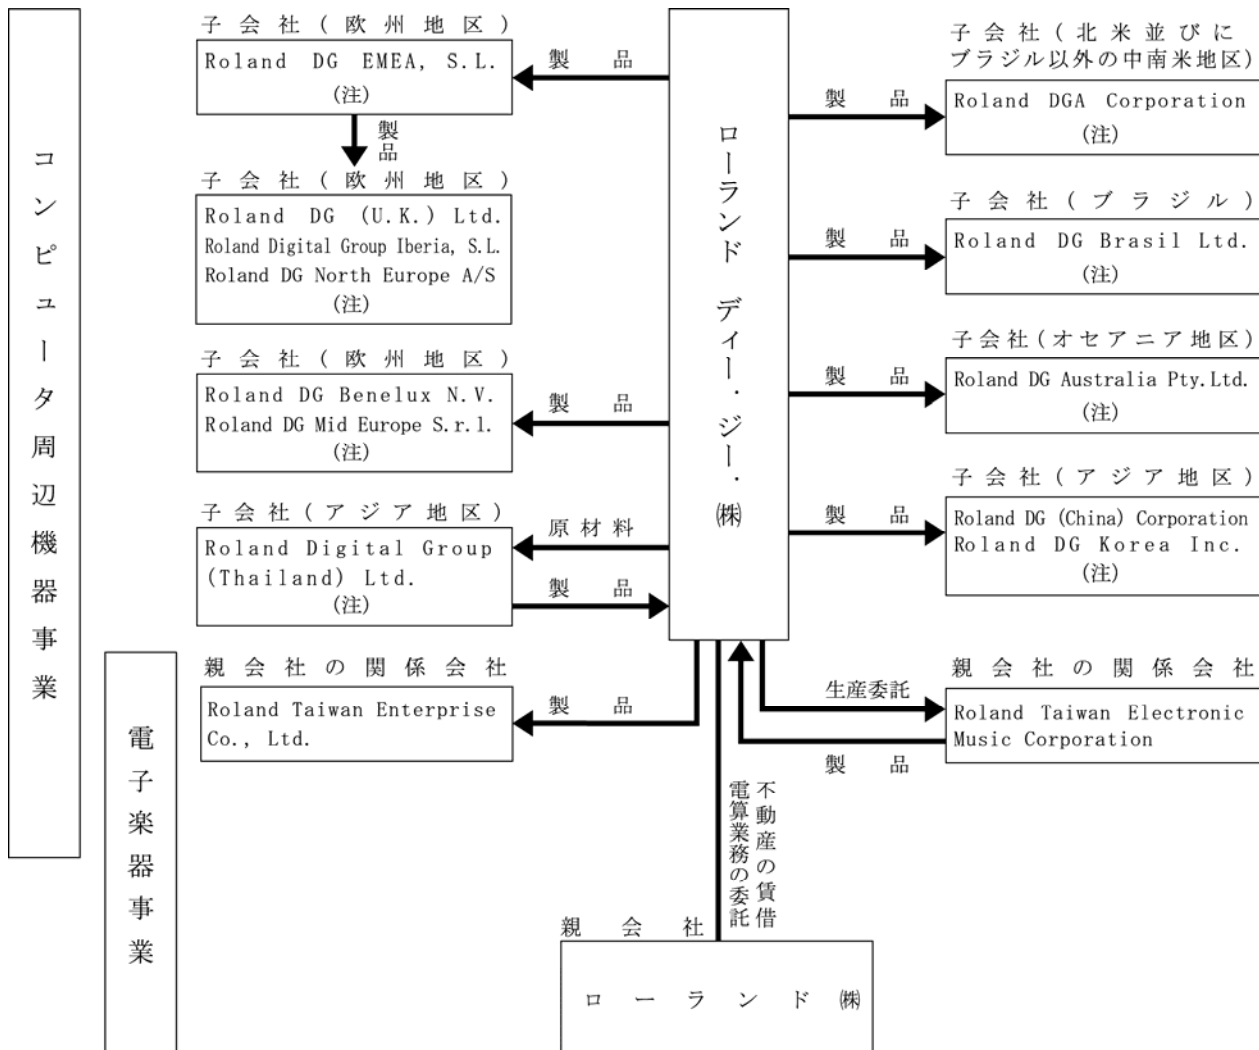 コンピュータ周辺機器事業
電子楽器事業
子会社(欧州地区)
Roland DG EMEA, S.L.
(注)
製品
製品
子会社(欧州地区)
Roland DG (U.K.) Ltd.
Roland Digital Group Iberia, S.L.
Roland DG North Europe A/S
(注)
子会社(欧州地区)
Roland DG Benelux N.V.
Roland DG Mid Europe S.r.l.
(注)
製品
子会社(アジア地区)
Roland Digital Group
(Thailand) Ltd.
(注)
原材料
製品
親会社の関係会社
Roland Taiwan Enterprise
Co., Ltd.
製品
ローランド ディー.ジー.㈱
子会社(北米並びに
ブラジル以外の中南米地区)
Roland DGA Corporation
(注)
製品
子会社(ブラジル)
Roland DG Brasil Ltd.
(注)
製品
子会社(オセアニア地区)
Roland DG Australia Pty.Ltd.
(注)
製品
子会社(アジア地区)
Roland DG (China) Corporation
Roland DG Korea Inc.
(注)
製品
親会社の関係会社
Roland Taiwan Electronic
Music Corporation
生産委託
製品
不動産の賃借
電算業務の委託
親会社
ローランド㈱